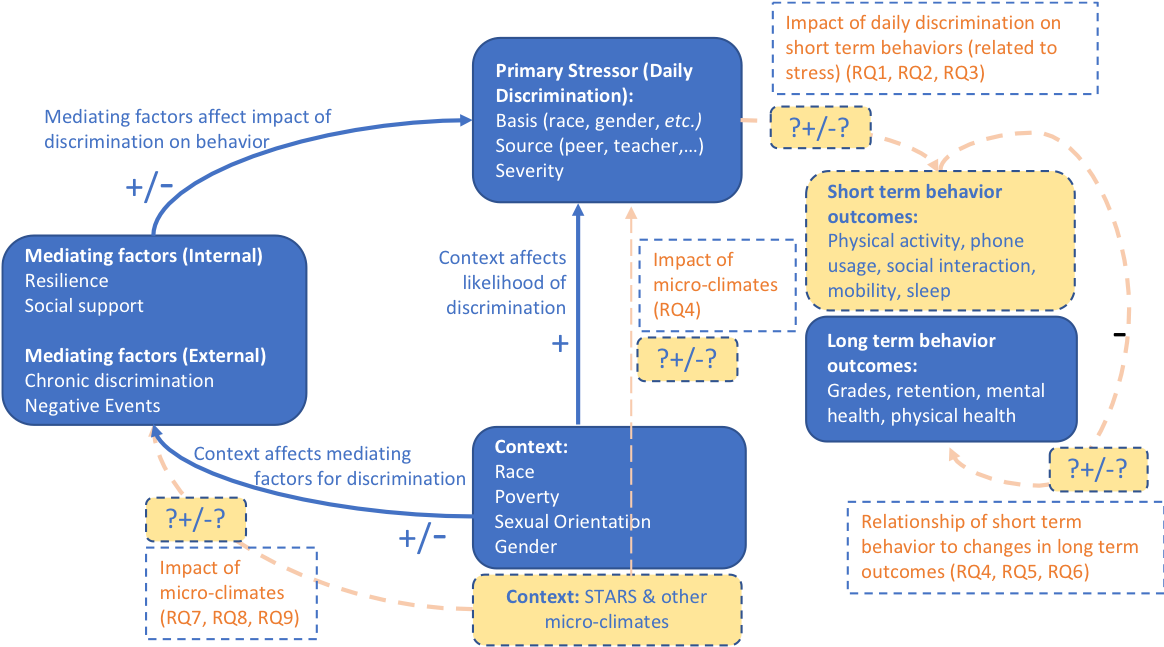 Impact of daily discrimination on
short term behaviors (related to
stress) (RQ1, RQ2, RQ3)
Primary Stressor (Daily
Discrimination):
Basis (race, gender, etc.)
Source (peer, teacher,...)
Severity
?+/-?
Mediating factors affect impact of
discrimination on behavior
+/-
Short term behavior
outcomes:
Physical activity, phone
usage, social interaction,
mobility, sleep
Mediating factors (Internal)
Resilience
Social support
Mediating factors (External)
Chronic discrimination
Negative Events
Context affects
likelihood of
discrimination
+
Impact of
micro-climates
(RQ4)
?+/-?
Long term behavior
outcomes:
Grades, retention, mental
health, physical health
-
?+/-?
Context affects mediating
factors for discrimination
+/-
Context:
Race
Poverty
Sexual Orientation
Gender
?+/-?
Impact of
micro-climates
(RQ7, RQ8, RQ9)
Context: STARS & other
micro-climates
Relationship of short term
behavior to changes in long term
outcomes (RQ4, RQ5, RQ6)